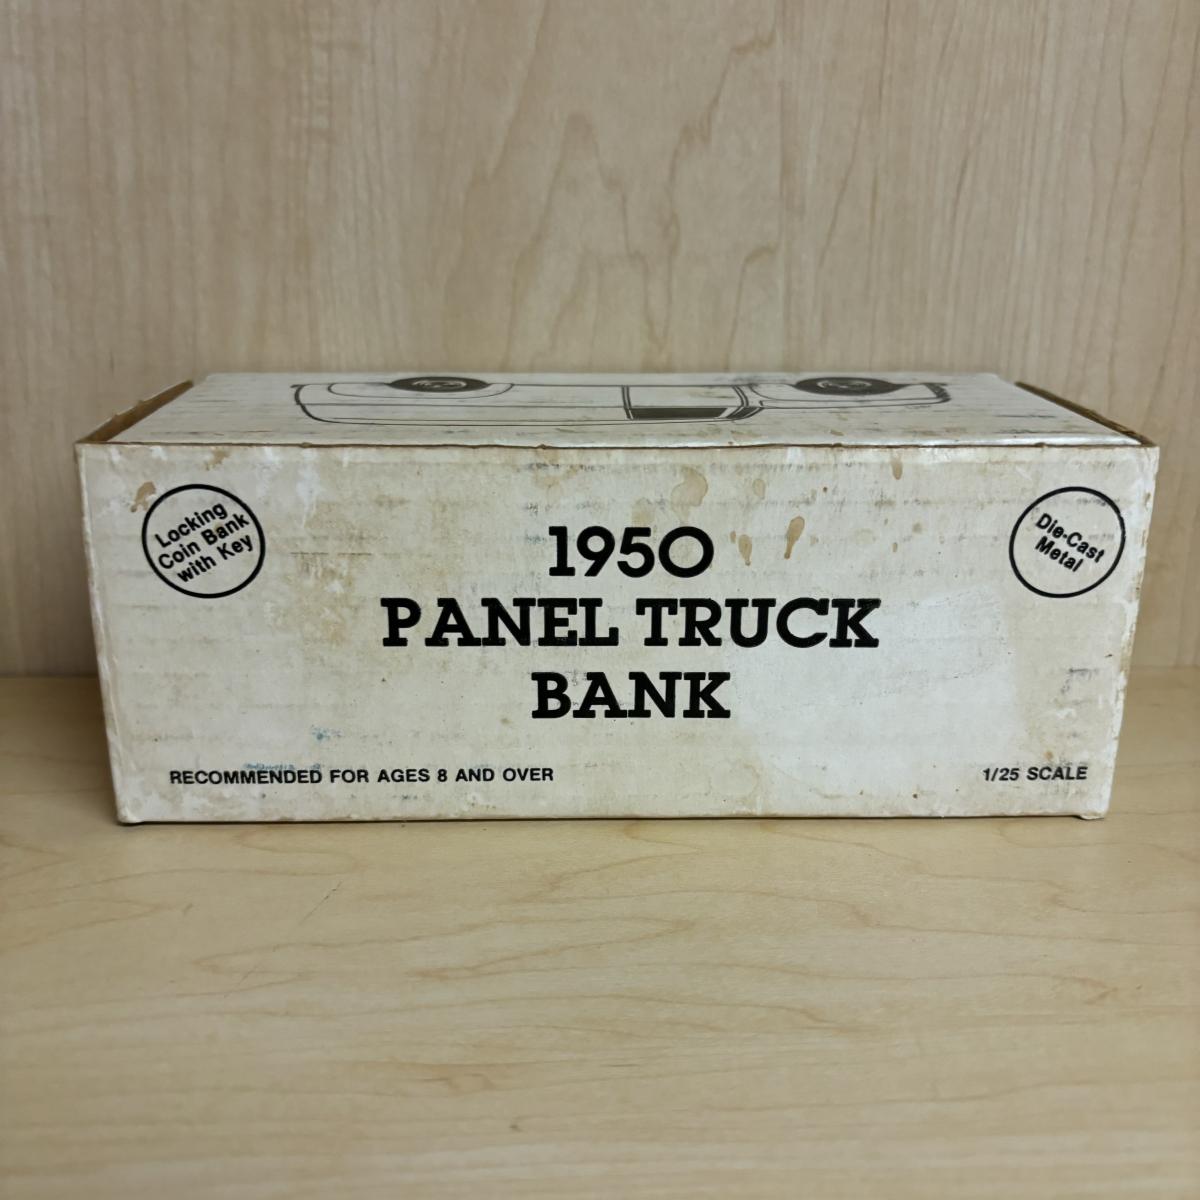 Locking
Coin Bank
with Key
Die-Cast
Metal
1950
PANEL TRUCK
BANK
RECOMMENDED FOR AGES 8 AND OVER
1/25 SCALE